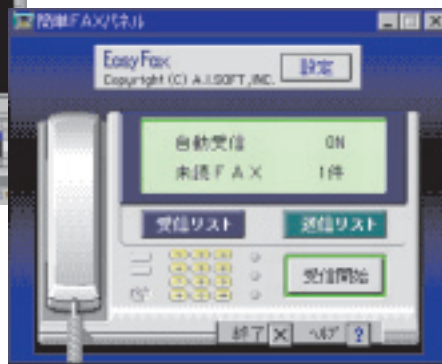 簡単FAXパネル
EasyFax
Copyright (C) A.I.SOFT,INC.
設定
自動受信 ON
未読FAX 1件
受信リスト 送信リスト
受信開始
終了 ヘルプ ?